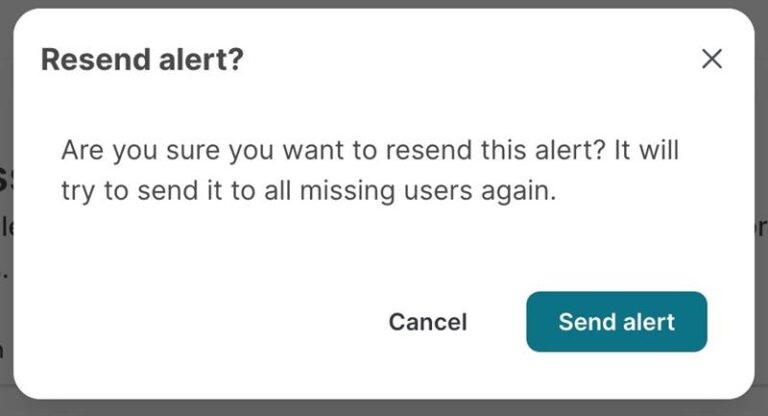 Resend alert?
Are you sure you want to resend this alert? It will
try to send it to all missing users again.
Cancel
Send alert